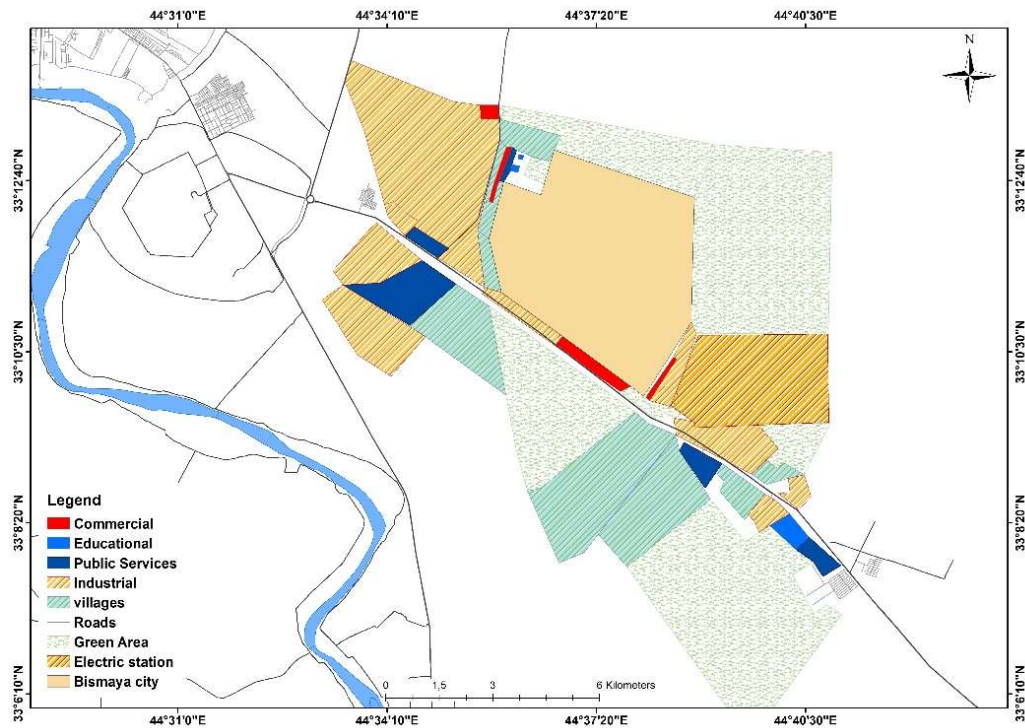 44°31'0"E 44°34'10"E 44°37'20"E 44°40'30"E
N
33°12'40"N 33°12'40"N
33°10'30"N 33°10'30"N
33°8'20"N 33°8'20"N
33°6'10"N 33°6'10"N
Legend
Commercial
Educational
Public Services
Industrial
villages
Roads
Green Area
Electric station
Bismaya city
0 1,5 3 6 Kilometers
44°31'0"E 44°34'10"E 44°37'20"E 44°40'30"E